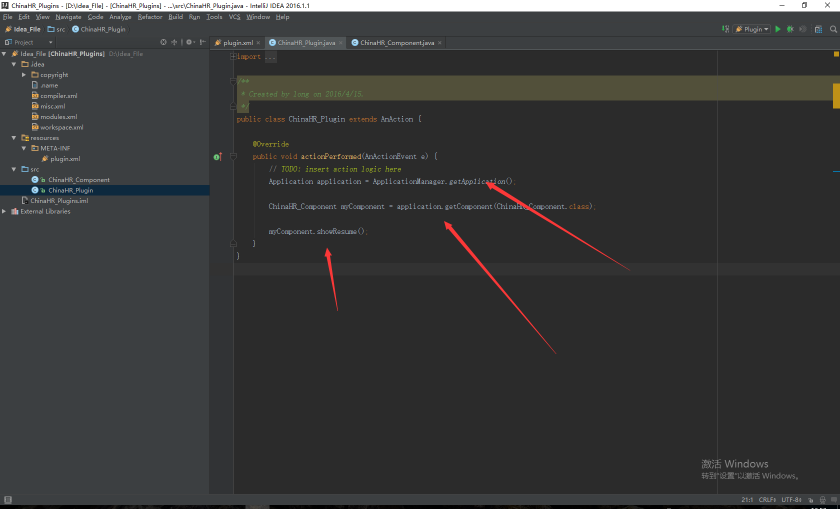 ChinaHR_Plugins - [D:\Idea_File] - [ChinaHR_Plugins] - ...\src\ChinaHR_Plugin.java - IntelliJ IDEA 2016.1.1
File Edit View Navigate Code Analyze Refactor Build Run Tools VCS Window Help
Idea_File src ChinaHR_Plugin
Plugin
Project
plugin.xml ChinaHR_Plugin.java ChinaHR_Component.java
Idea_File [ChinaHR_Plugins] D:\Idea_File
.idea
copyright
.name
compiler.xml
misc.xml
modules.xml
workspace.xml
resources
META-INF
plugin.xml
src
ChinaHR_Component
ChinaHR_Plugin
ChinaHR_Plugins.iml
External Libraries
import ...
/**
* Created by long on 2016/4/15.
*/
public class ChinaHR_Plugin extends AnAction {
@Override
public void actionPerformed(AnActionEvent e) {
// TODO: insert action logic here
Application application = ApplicationManager.getApplication();
ChinaHR_Component myComponent = application.getComponent(ChinaHR_Component.class);
myComponent.showResume();
}
}
激活 Windows
转到"设置"以激活 Windows。
21:1 CRLF÷ UTF-8÷